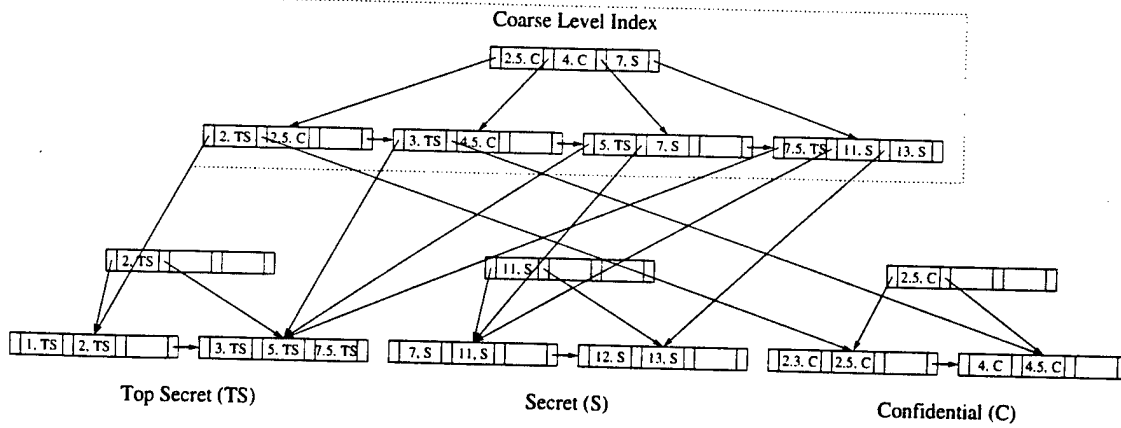 Coarse Level Index
2.5, C 4, C 7, S
2, TS 2.5, C 3, TS 4.5, C 5, TS 7, S 7.5, TS 11, S 13, S
2, TS 11, S 2.5, C
1, TS 2, TS 3, TS 5, TS 7.5, TS 7, S 11, S 12, S 13, S 2.3, C 2.5, C 4, C 4.5, C
Top Secret (TS) Secret (S) Confidential (C)